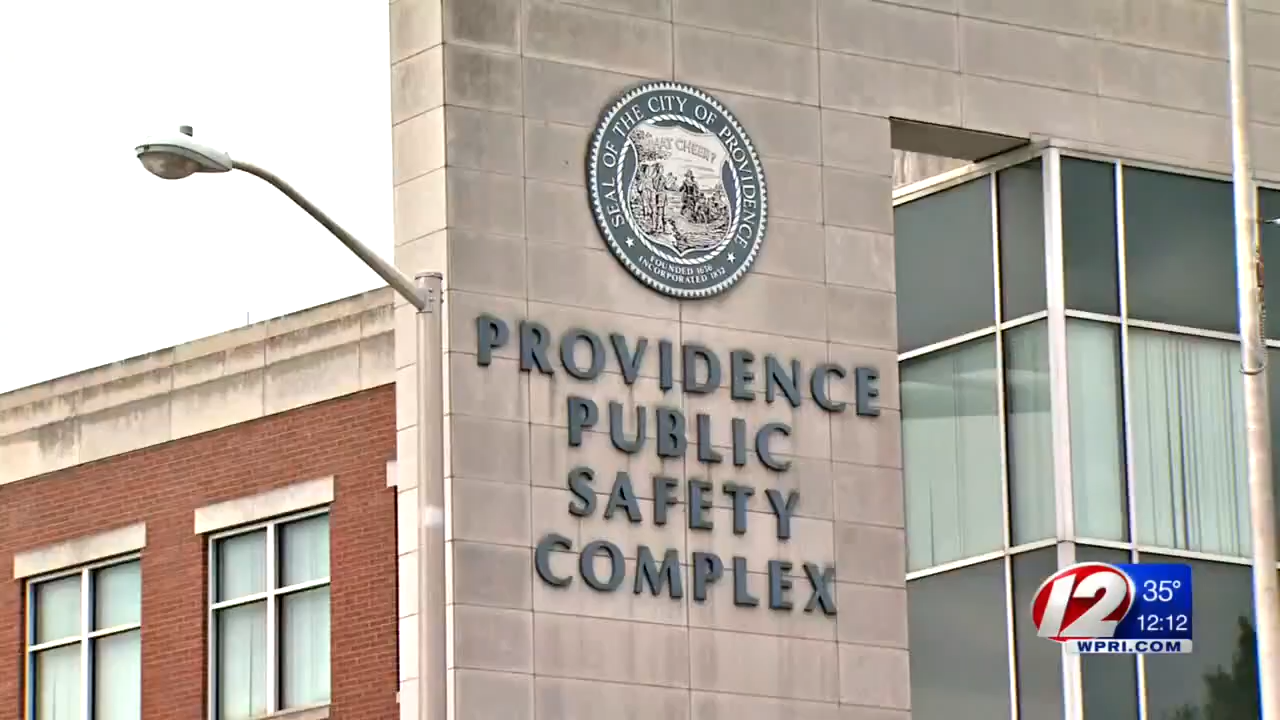 SEAL OF THE CITY OF PROVIDENCE
WHAT CHEER?
FOUNDED 1636
INCORPORATED 1832
PROVIDENCE
PUBLIC
SAFETY
COMPLEX
12
35°
12:12
WPRI.COM